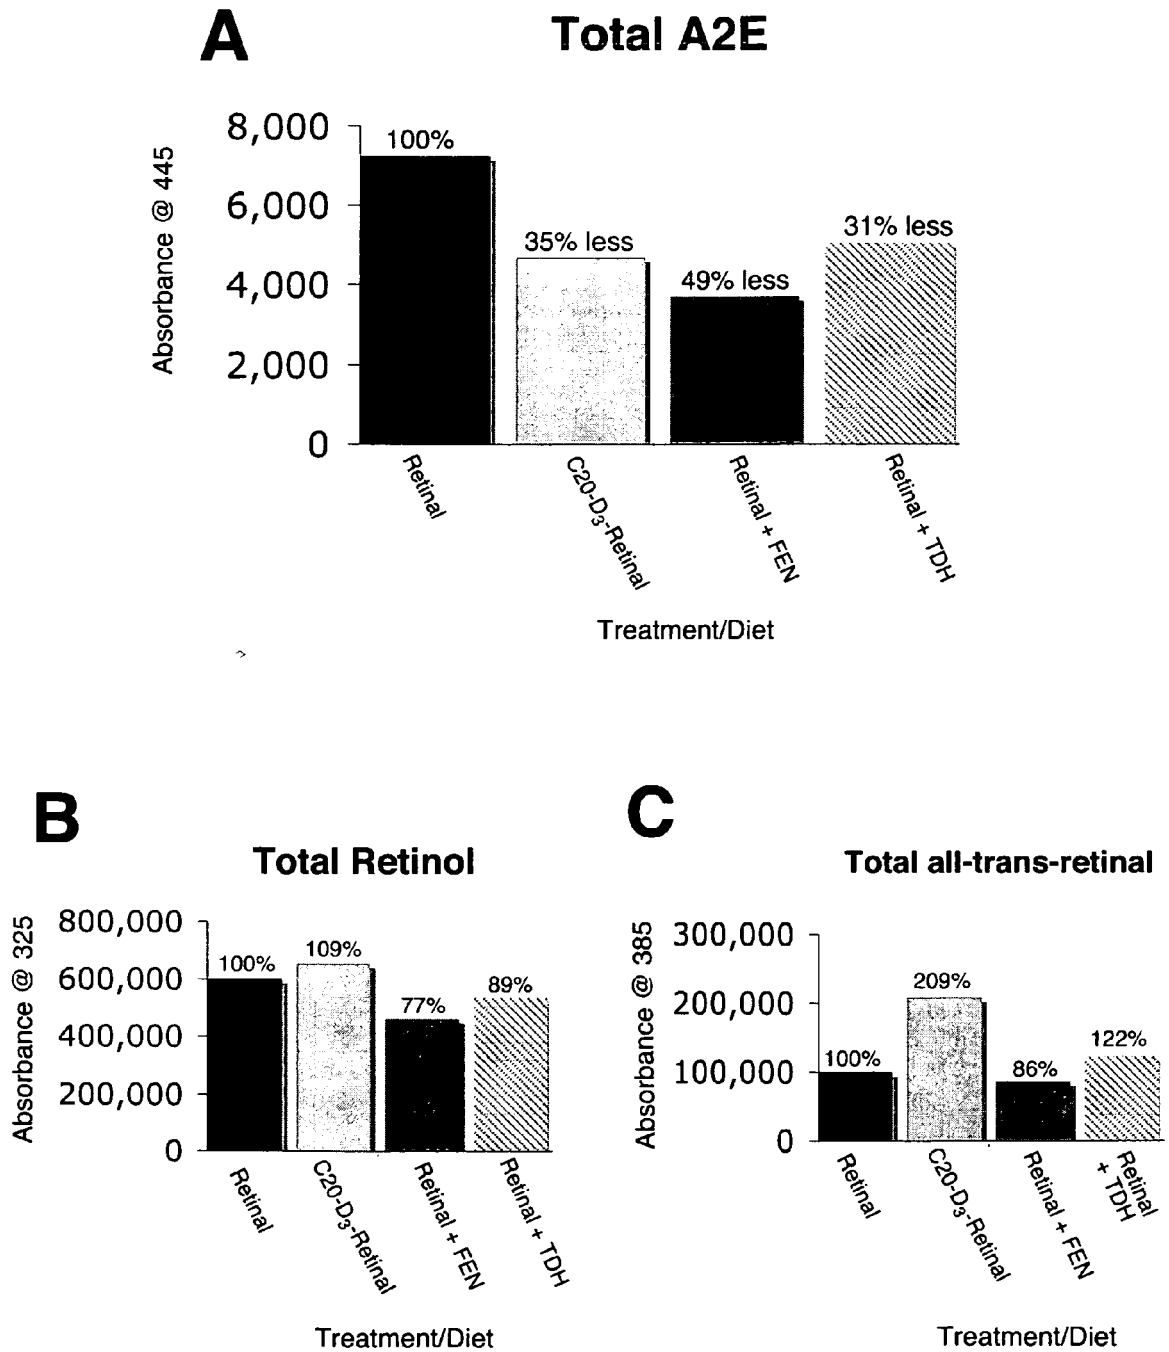 A
Total A2E
Absorbance @ 445
8,000
6,000
4,000
2,000
0
100%
35% less
49% less
31% less
Retinal
C20-D₃-Retinal
Retinal + FEN
Retinal + TDH
Treatment/Diet
B
Total Retinol
Absorbance @ 325
800,000
600,000
400,000
200,000
0
100%
109%
77%
89%
Retinal
C20-D₃-Retinal
Retinal + FEN
Retinal + TDH
Treatment/Diet
C
Total all-trans-retinal
Absorbance @ 385
300,000
200,000
100,000
0
100%
209%
86%
122%
Retinal
C20-D₃-Retinal
Retinal + FEN
Retinal
+ TDH
Treatment/Diet